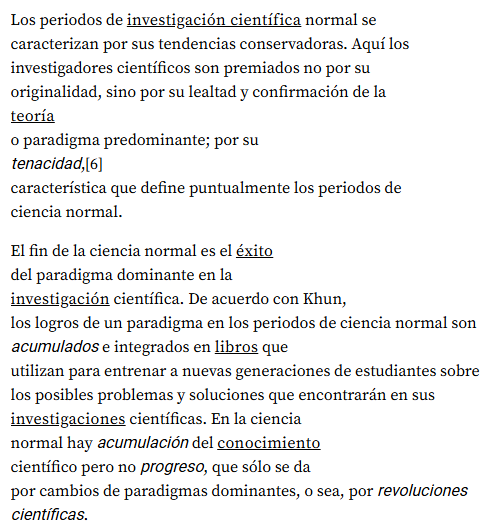 Los periodos de investigación científica normal se
caracterizan por sus tendencias conservadoras. Aquí los
investigadores científicos son premiados no por su
originalidad, sino por su lealtad y confirmación de la
teoría
o paradigma predominante; por su
tenacidad,[6]
característica que define puntualmente los periodos de
ciencia normal.
El fin de la ciencia normal es el éxito
del paradigma dominante en la
investigación científica. De acuerdo con Khun,
los logros de un paradigma en los periodos de ciencia normal son
acumulados e integrados en libros que
utilizan para entrenar a nuevas generaciones de estudiantes sobre
los posibles problemas y soluciones que encontrarán en sus
investigaciones científicas. En la ciencia
normal hay acumulación del conocimiento
científico pero no progreso, que sólo se da
por cambios de paradigmas dominantes, o sea, por revoluciones
científicas.